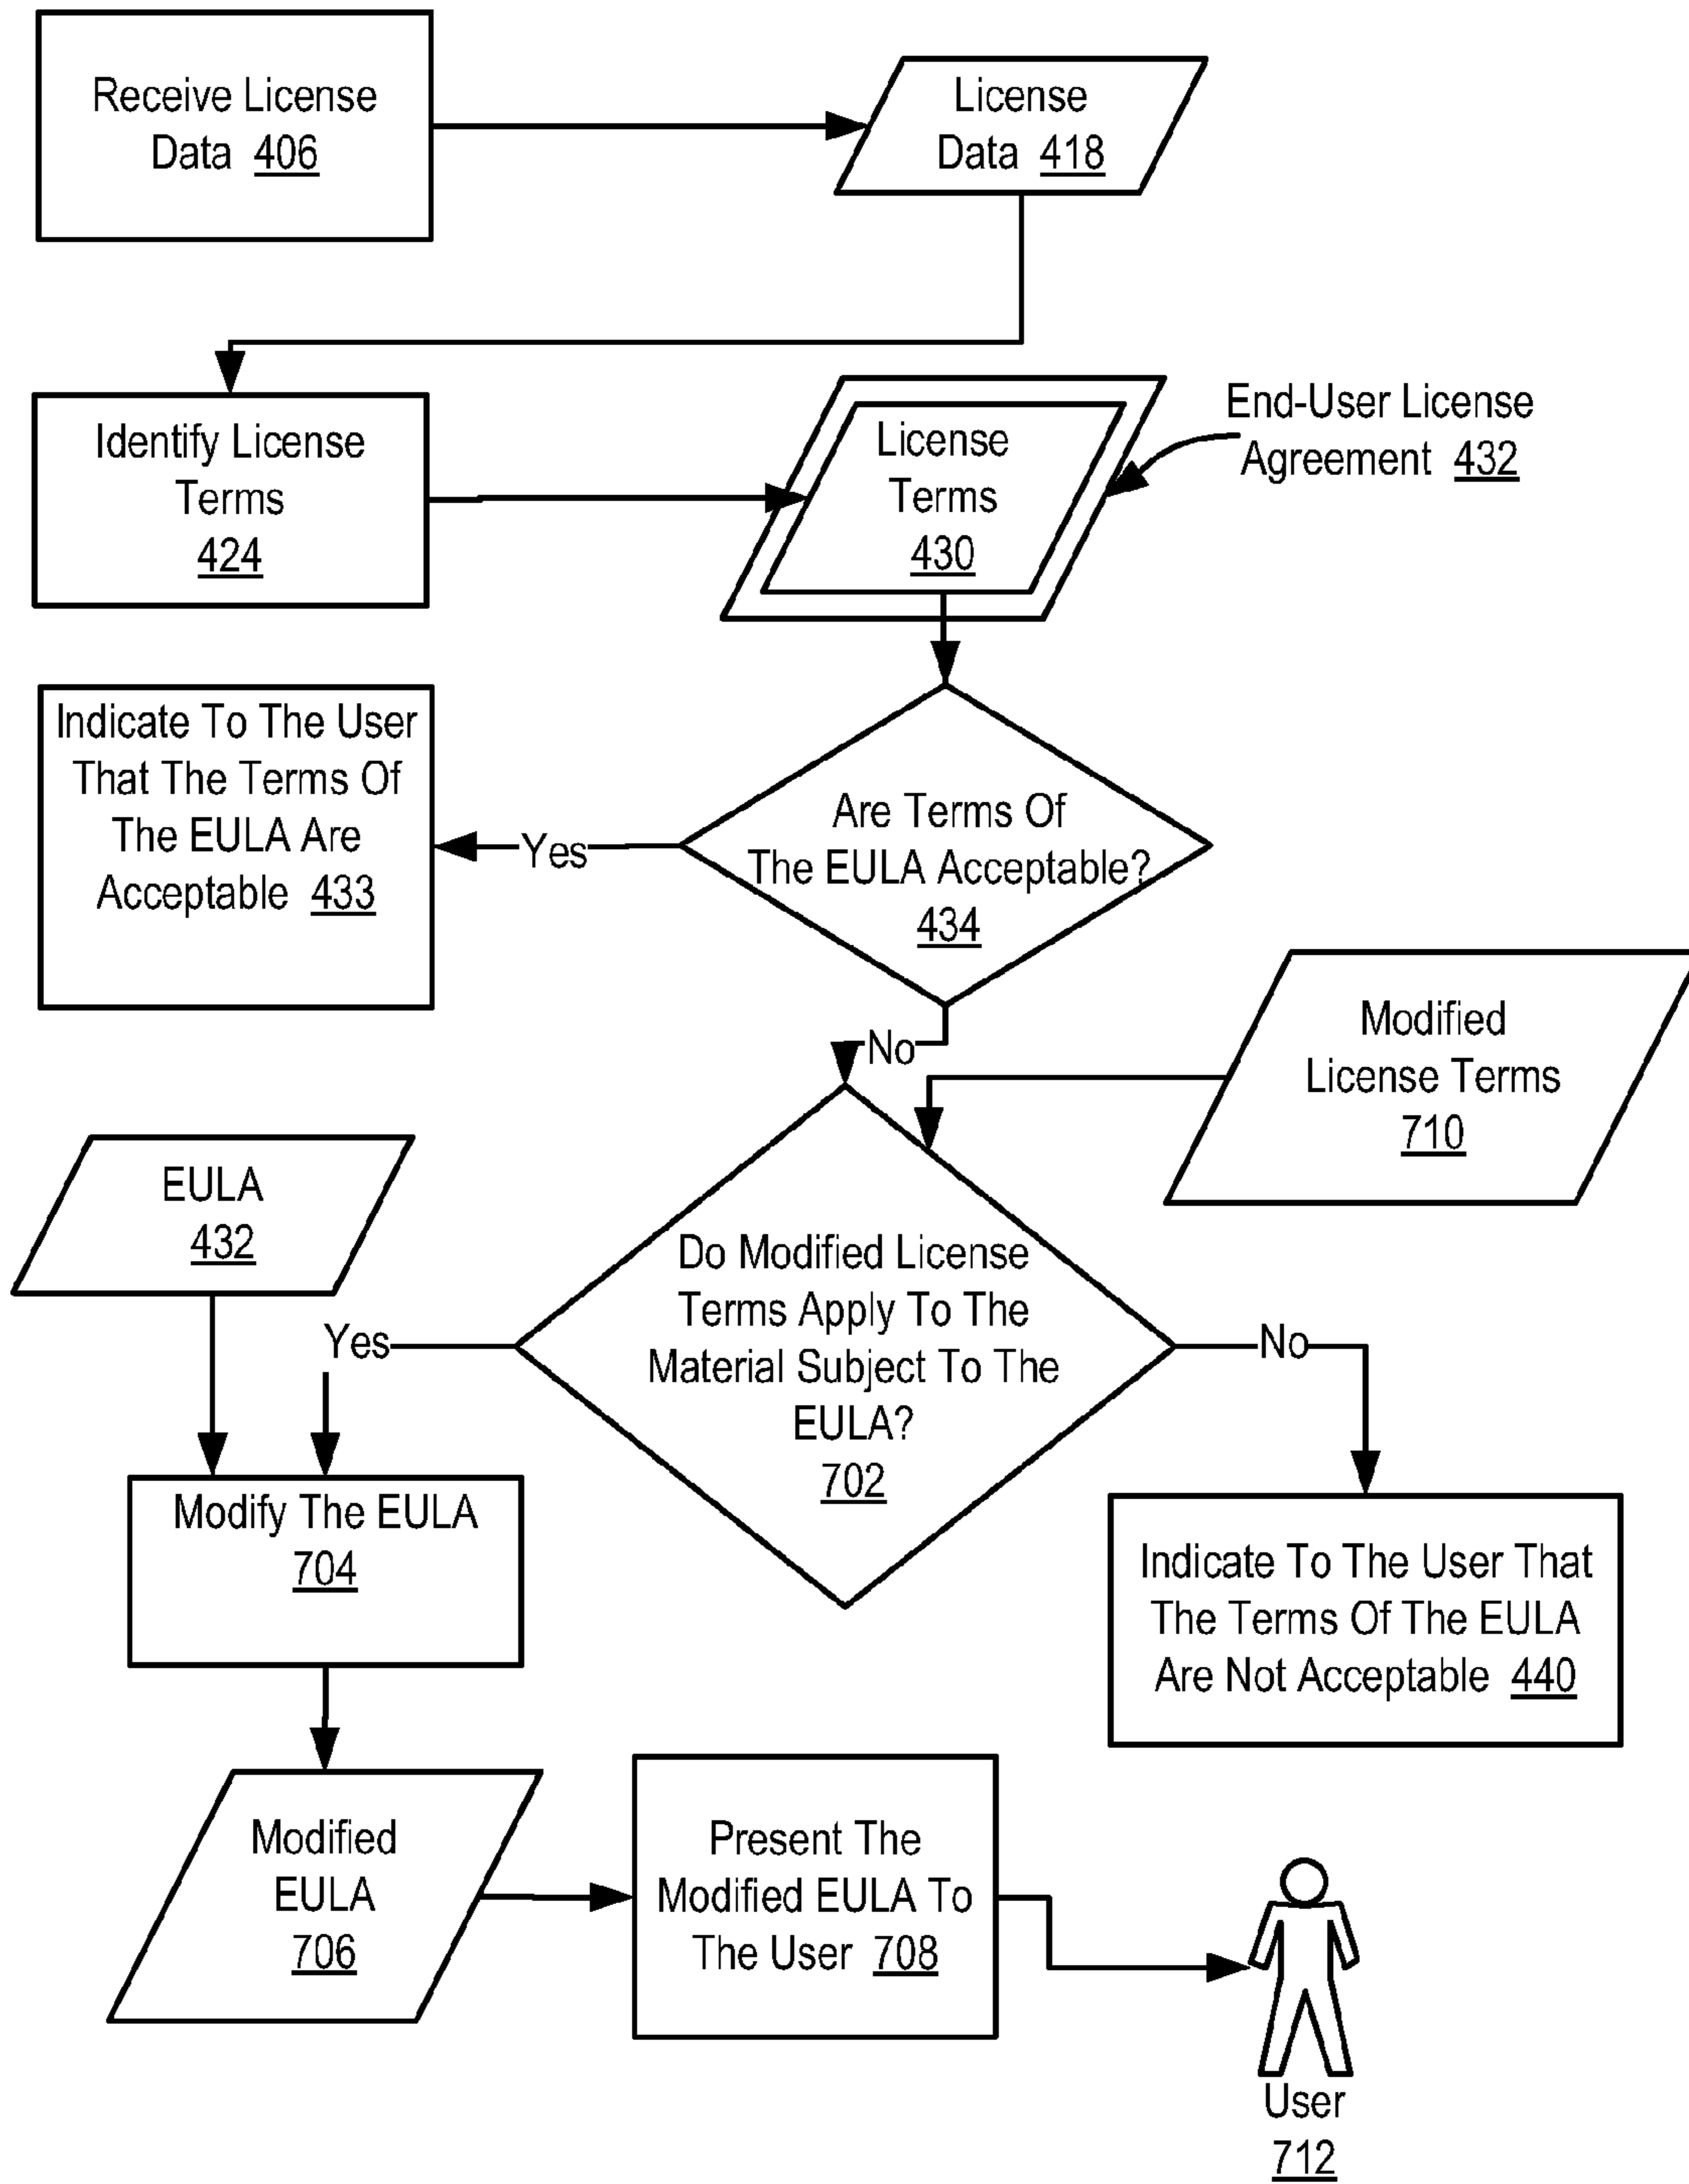 Receive License
Data 406
License
Data 418
Identify License
Terms
424
License
Terms
430
End-User License
Agreement 432
Indicate To The User
That The Terms Of
The EULA Are
Acceptable 433
Yes
Are Terms Of
The EULA Acceptable?
434
No
Modified
License Terms
710
EULA
432
Yes
Do Modified License
Terms Apply To The
Material Subject To The
EULA?
702
No
Modify The EULA
704
Indicate To The User That
The Terms Of The EULA
Are Not Acceptable 440
Modified
EULA
706
Present The
Modified EULA To
The User 708
User
712